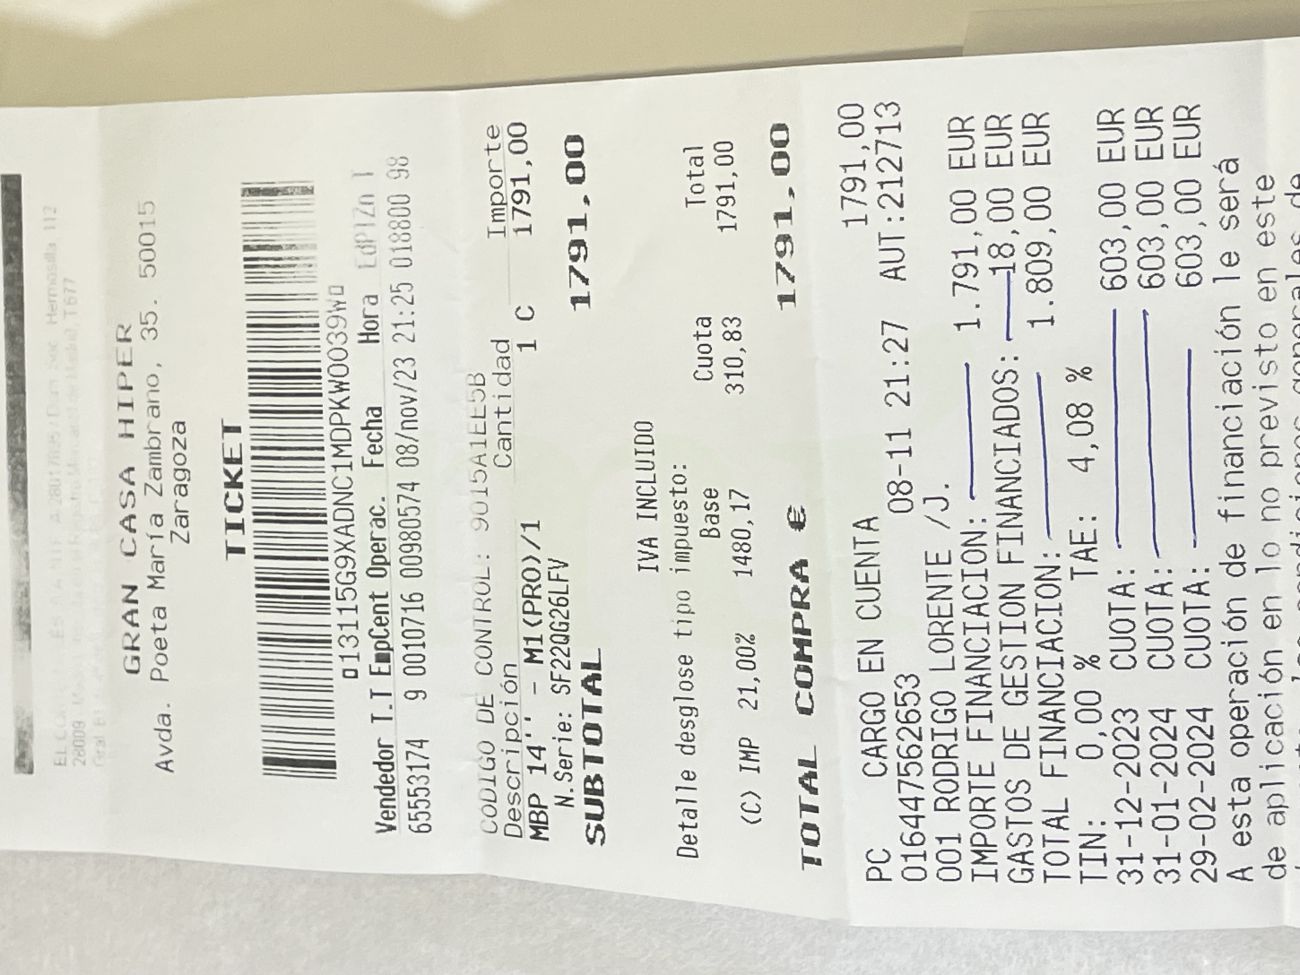 GRAN CASA HIPER
Avda. Poeta María Zambrano, 35. 50015
Zaragoza
TICKET
013115G9XADNC1MDPKW0039W0
Vendedor T.T EmpCent Operac. Fecha Hora EdPlZn T
65553174 9 0010716 00980574 08/nov/23 21:25 018800 98
CODIGO DE CONTROL: 9015A1EE5B
Descripción Cantidad Importe
MBP 14'' - M1(PRO)/1 1 C 1791,00
N.Serie: SF22QG26LFV
SUBTOTAL 1791,00
IVA INCLUIDO
Detalle desglose tipo impuesto:
Base Cuota Total
(C) IMP 21,00% 1480,17 310,83 1791,00
TOTAL COMPRA € 1791,00
PC CARGO EN CUENTA 1791,00
016447562653 08-11 21:27 AUT:212713
001 RODRIGO LORENTE /J.
IMPORTE FINANCIACION: 1.791,00 EUR
GASTOS DE GESTION FINANCIADOS: 18,00 EUR
TOTAL FINANCIACION: 1.809,00 EUR
TIN: 0,00 % TAE: 4,08 %
31-12-2023 CUOTA: 603,00 EUR
31-01-2024 CUOTA: 603,00 EUR
29-02-2024 CUOTA: 603,00 EUR
A esta operación de financiación le será
de aplicación en lo no previsto en este
condiciones generales de